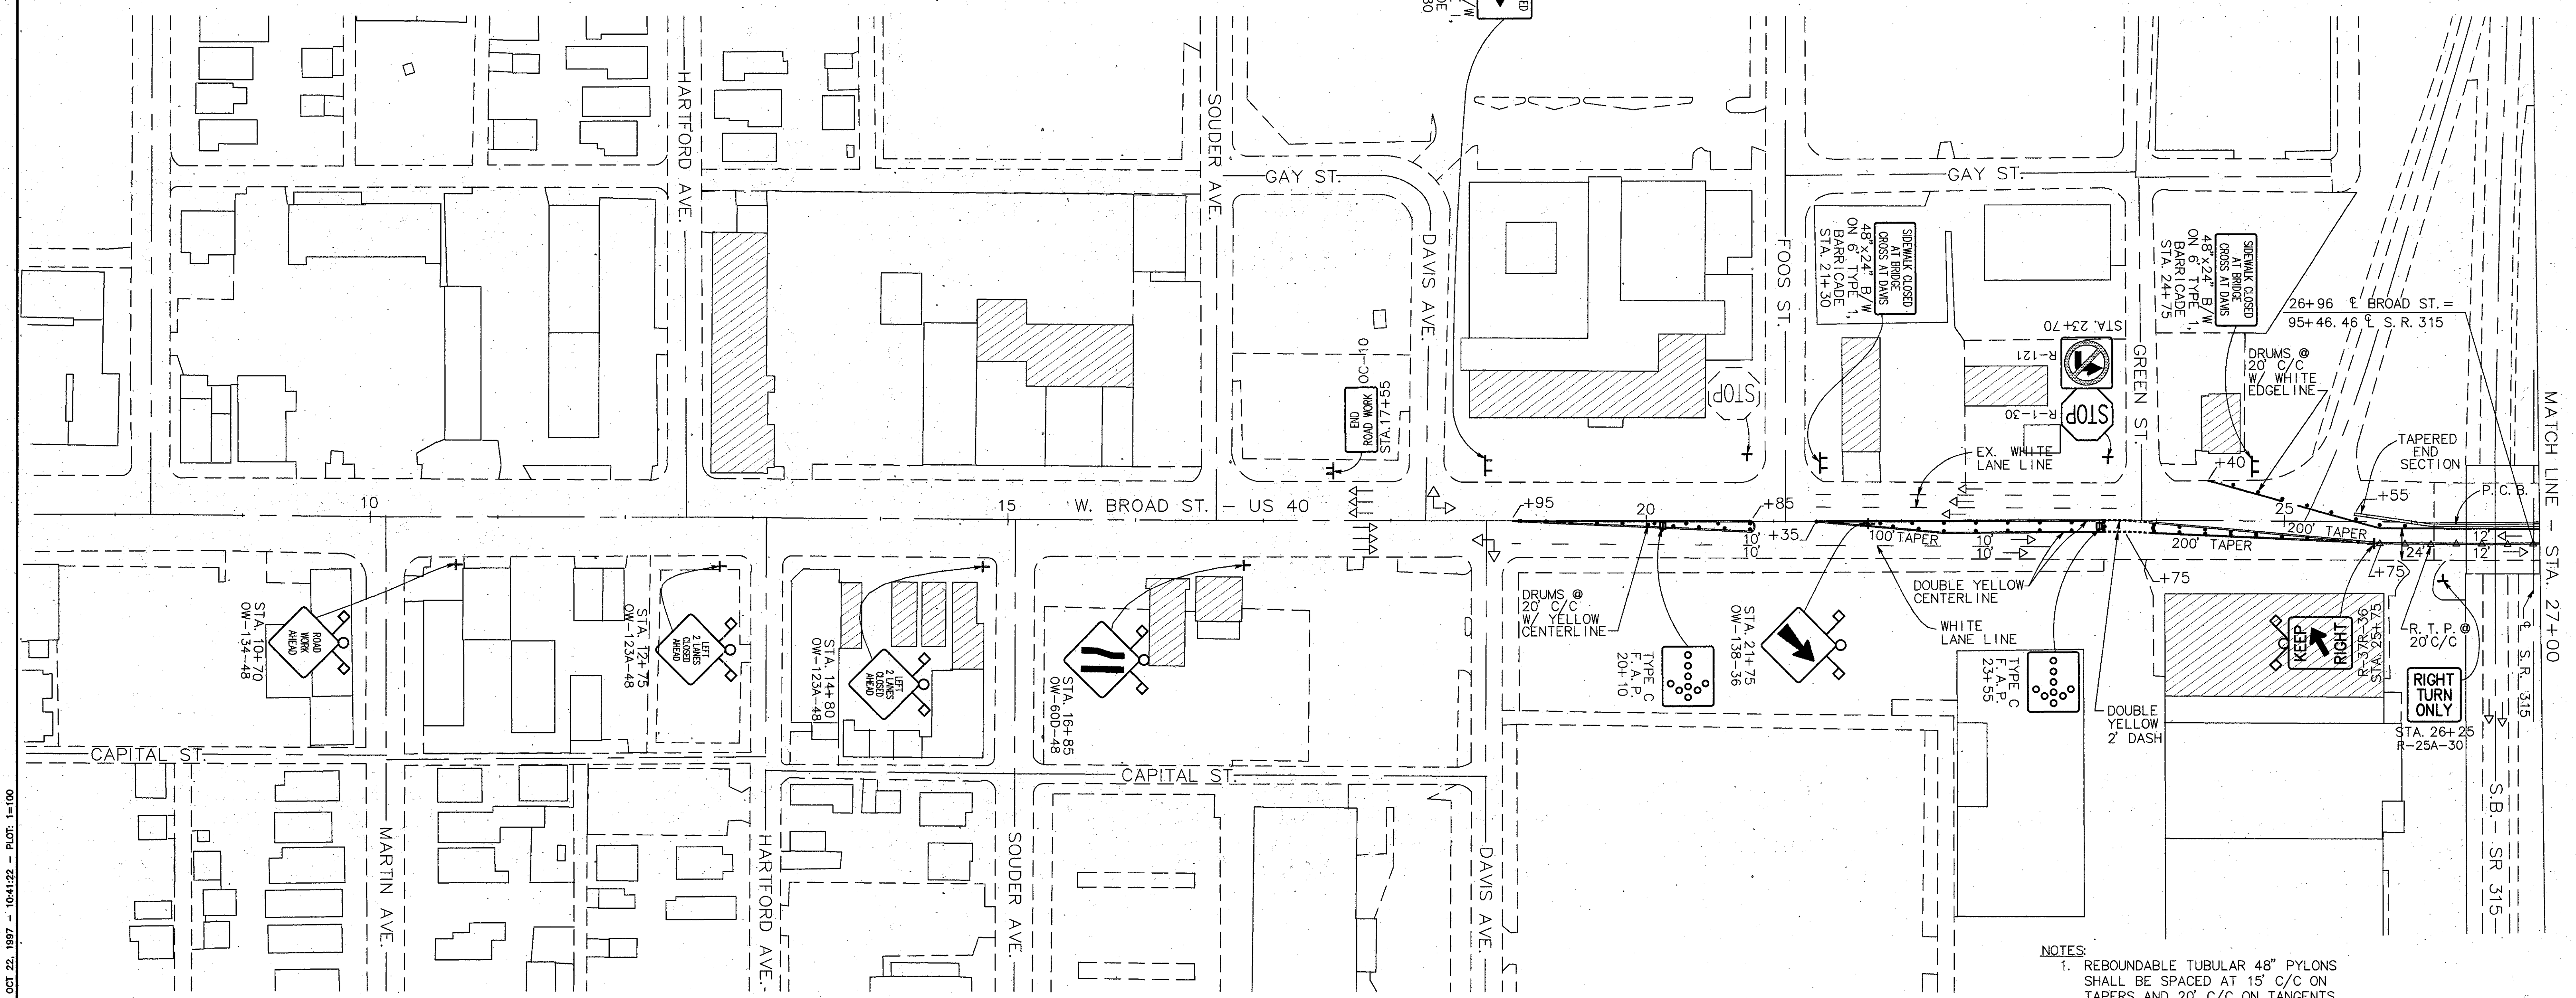 ED
B/W
E 1,
30
HARTFORD AVE.
SOUDER AVE.
GAY ST.
DAVIS AVE.
FOOS ST.
GAY ST.
GREEN ST.
SIDEWALK CLOSED
AT BRIDGE
CROSS AT DAVIS
48"x24" B/W
ON 6' TYPE 1,
BARRICADE
STA. 21+30
SIDEWALK CLOSED
AT BRIDGE
CROSS AT DAVIS
48"x24" B/W
ON 6' TYPE 1,
BARRICADE
STA. 24+75
26+96 ℄ BROAD ST. =
95+46.46 ℄ S.R. 315
STA. 23+70
R-121
STOP
R-1-30
STOP
END
ROAD WORK
OC-10
STA. 17+55
DRUMS @
20' C/C
W/ WHITE
EDGELINE
EX. WHITE
LANE LINE
TAPERED
END
SECTION
P.C.B.
MATCH LINE - STA. 27+00
10
15
W. BROAD ST. - US 40
+95
20
+85
+35
10'
10'
100' TAPER
10'
10'
+40
25
+55
200' TAPER
200' TAPER
+75
+75
24'
12'
12'
DRUMS @
20' C/C
W/ YELLOW
CENTERLINE
DOUBLE YELLOW
CENTERLINE
WHITE
LANE LINE
DOUBLE
YELLOW
2' DASH
R.T.P. @
20' C/C
ROAD
WORK
AHEAD
STA. 10+70
OW-134-48
LEFT
2 LANES
CLOSED
AHEAD
STA. 12+75
OW-123A-48
LEFT
2 LANES
CLOSED
AHEAD
STA. 14+80
OW-123A-48
STA. 16+85
OW-60D-48
TYPE C
F.A.P.
20+10
STA. 21+75
OW-138-36
TYPE C
F.A.P.
23+55
KEEP
RIGHT
R-37R-36
STA. 25+75
RIGHT
TURN
ONLY
STA. 26+25
R-25A-30
℄ S.R. 315
S.B. - SR 315
CAPITAL ST.
CAPITAL ST.
MARTIN AVE.
HARTFORD AVE.
SOUDER AVE.
DAVIS AVE.
NOTES:
1. REBOUNDABLE TUBULAR 48" PYLONS
SHALL BE SPACED AT 15' C/C ON
TAPERS AND 20' C/C ON TANGENTS
OCT 22, 1997 - 10:41:22 - PLOT: 1=100